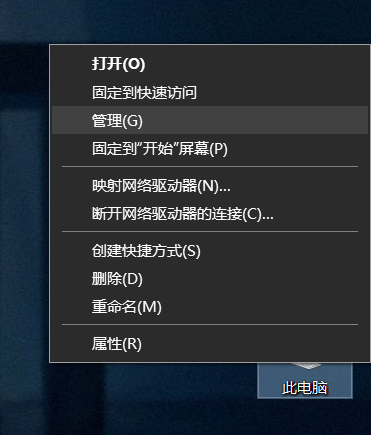 打开(O)
固定到快速访问
管理(G)
固定到“开始”屏幕(P)
映射网络驱动器(N)...
断开网络驱动器的连接(C)...
创建快捷方式(S)
删除(D)
重命名(M)
属性(R)
此电脑